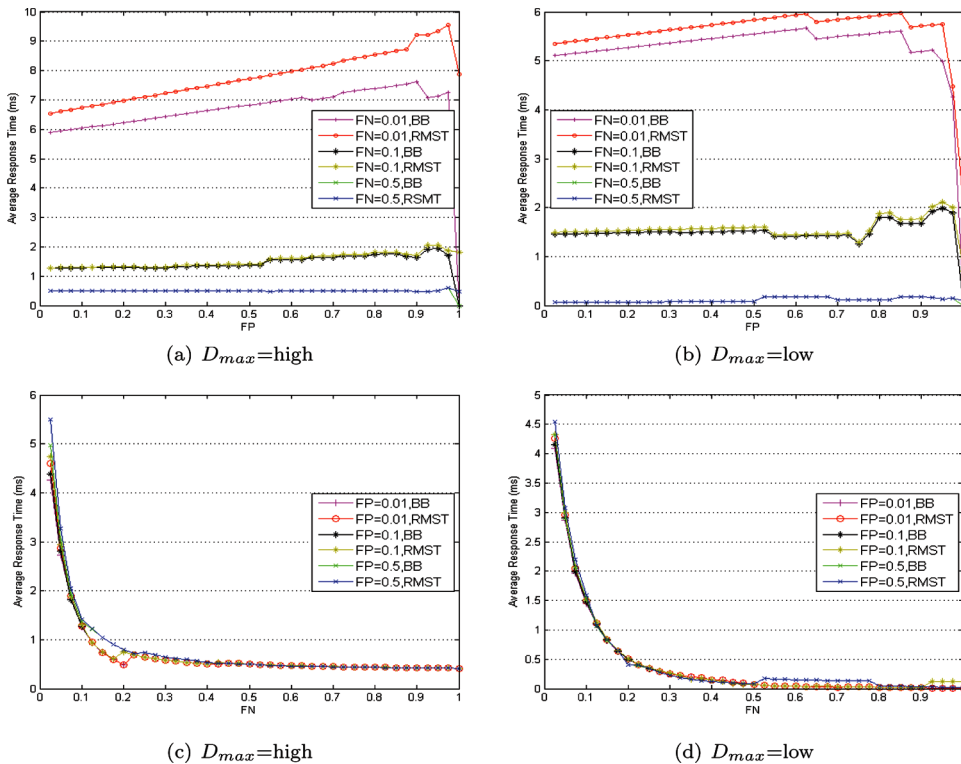 10
9
8
7
6
5
4
3
2
1
0
Average Response Time (ms)
FN=0.01,BB
FN=0.01,RMST
FN=0.1,BB
FN=0.1,RMST
FN=0.5,BB
FN=0.5,RSMT
0 0.1 0.2 0.3 0.4 0.5 0.6 0.7 0.8 0.9 1
FP
(a) Dmax=high
6
5
4
3
2
1
0
Average Response Time (ms)
FN=0.01,BB
FN=0.01,RMST
FN=0.1,BB
FN=0.1,RMST
FN=0.5,BB
FN=0.5,RMST
0 0.1 0.2 0.3 0.4 0.5 0.6 0.7 0.8 0.9
FP
(b) Dmax=low
6
5
4
3
2
1
0
Average Response Time (ms)
FP=0.01,BB
FP=0.01,RMST
FP=0.1,BB
FP=0.1,RMST
FP=0.5,BB
FP=0.5,RMST
0 0.1 0.2 0.3 0.4 0.5 0.6 0.7 0.8 0.9 1
FN
(c) Dmax=high
5
4.5
4
3.5
3
2.5
2
1.5
1
0.5
0
Average Response Time (ms)
FP=0.01,BB
FP=0.01,RMST
FP=0.1,BB
FP=0.1,RMST
FP=0.5,BB
FP=0.5,RMST
0 0.1 0.2 0.3 0.4 0.5 0.6 0.7 0.8 0.9
FN
(d) Dmax=low